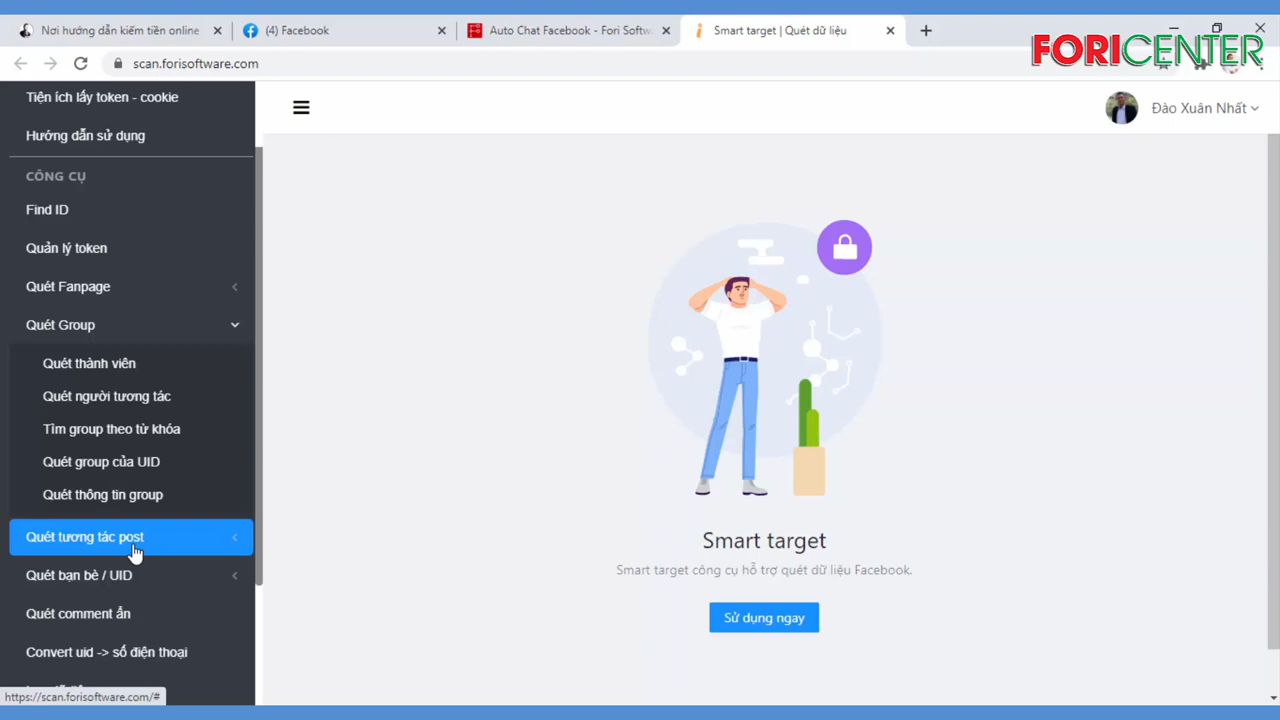 Nơi hướng dẫn kiếm tiền online
(4) Facebook
Auto Chat Facebook - Fori Softw
Smart target | Quét dữ liệu
FORICENTER
scan.forisoftware.com
Tiện ích lấy token - cookie
Hướng dẫn sử dụng
Đào Xuân Nhất
CÔNG CỤ
Find ID
Quản lý token
Quét Fanpage
Quét Group
Quét thành viên
Quét người tương tác
Tìm group theo từ khóa
Quét group của UID
Quét thông tin group
Quét tương tác post
Quét bạn bè / UID
Quét comment ẩn
Convert uid -> số điện thoại
Smart target
Smart target công cụ hỗ trợ quét dữ liệu Facebook.
Sử dụng ngay
https://scan.forisoftware.com/#